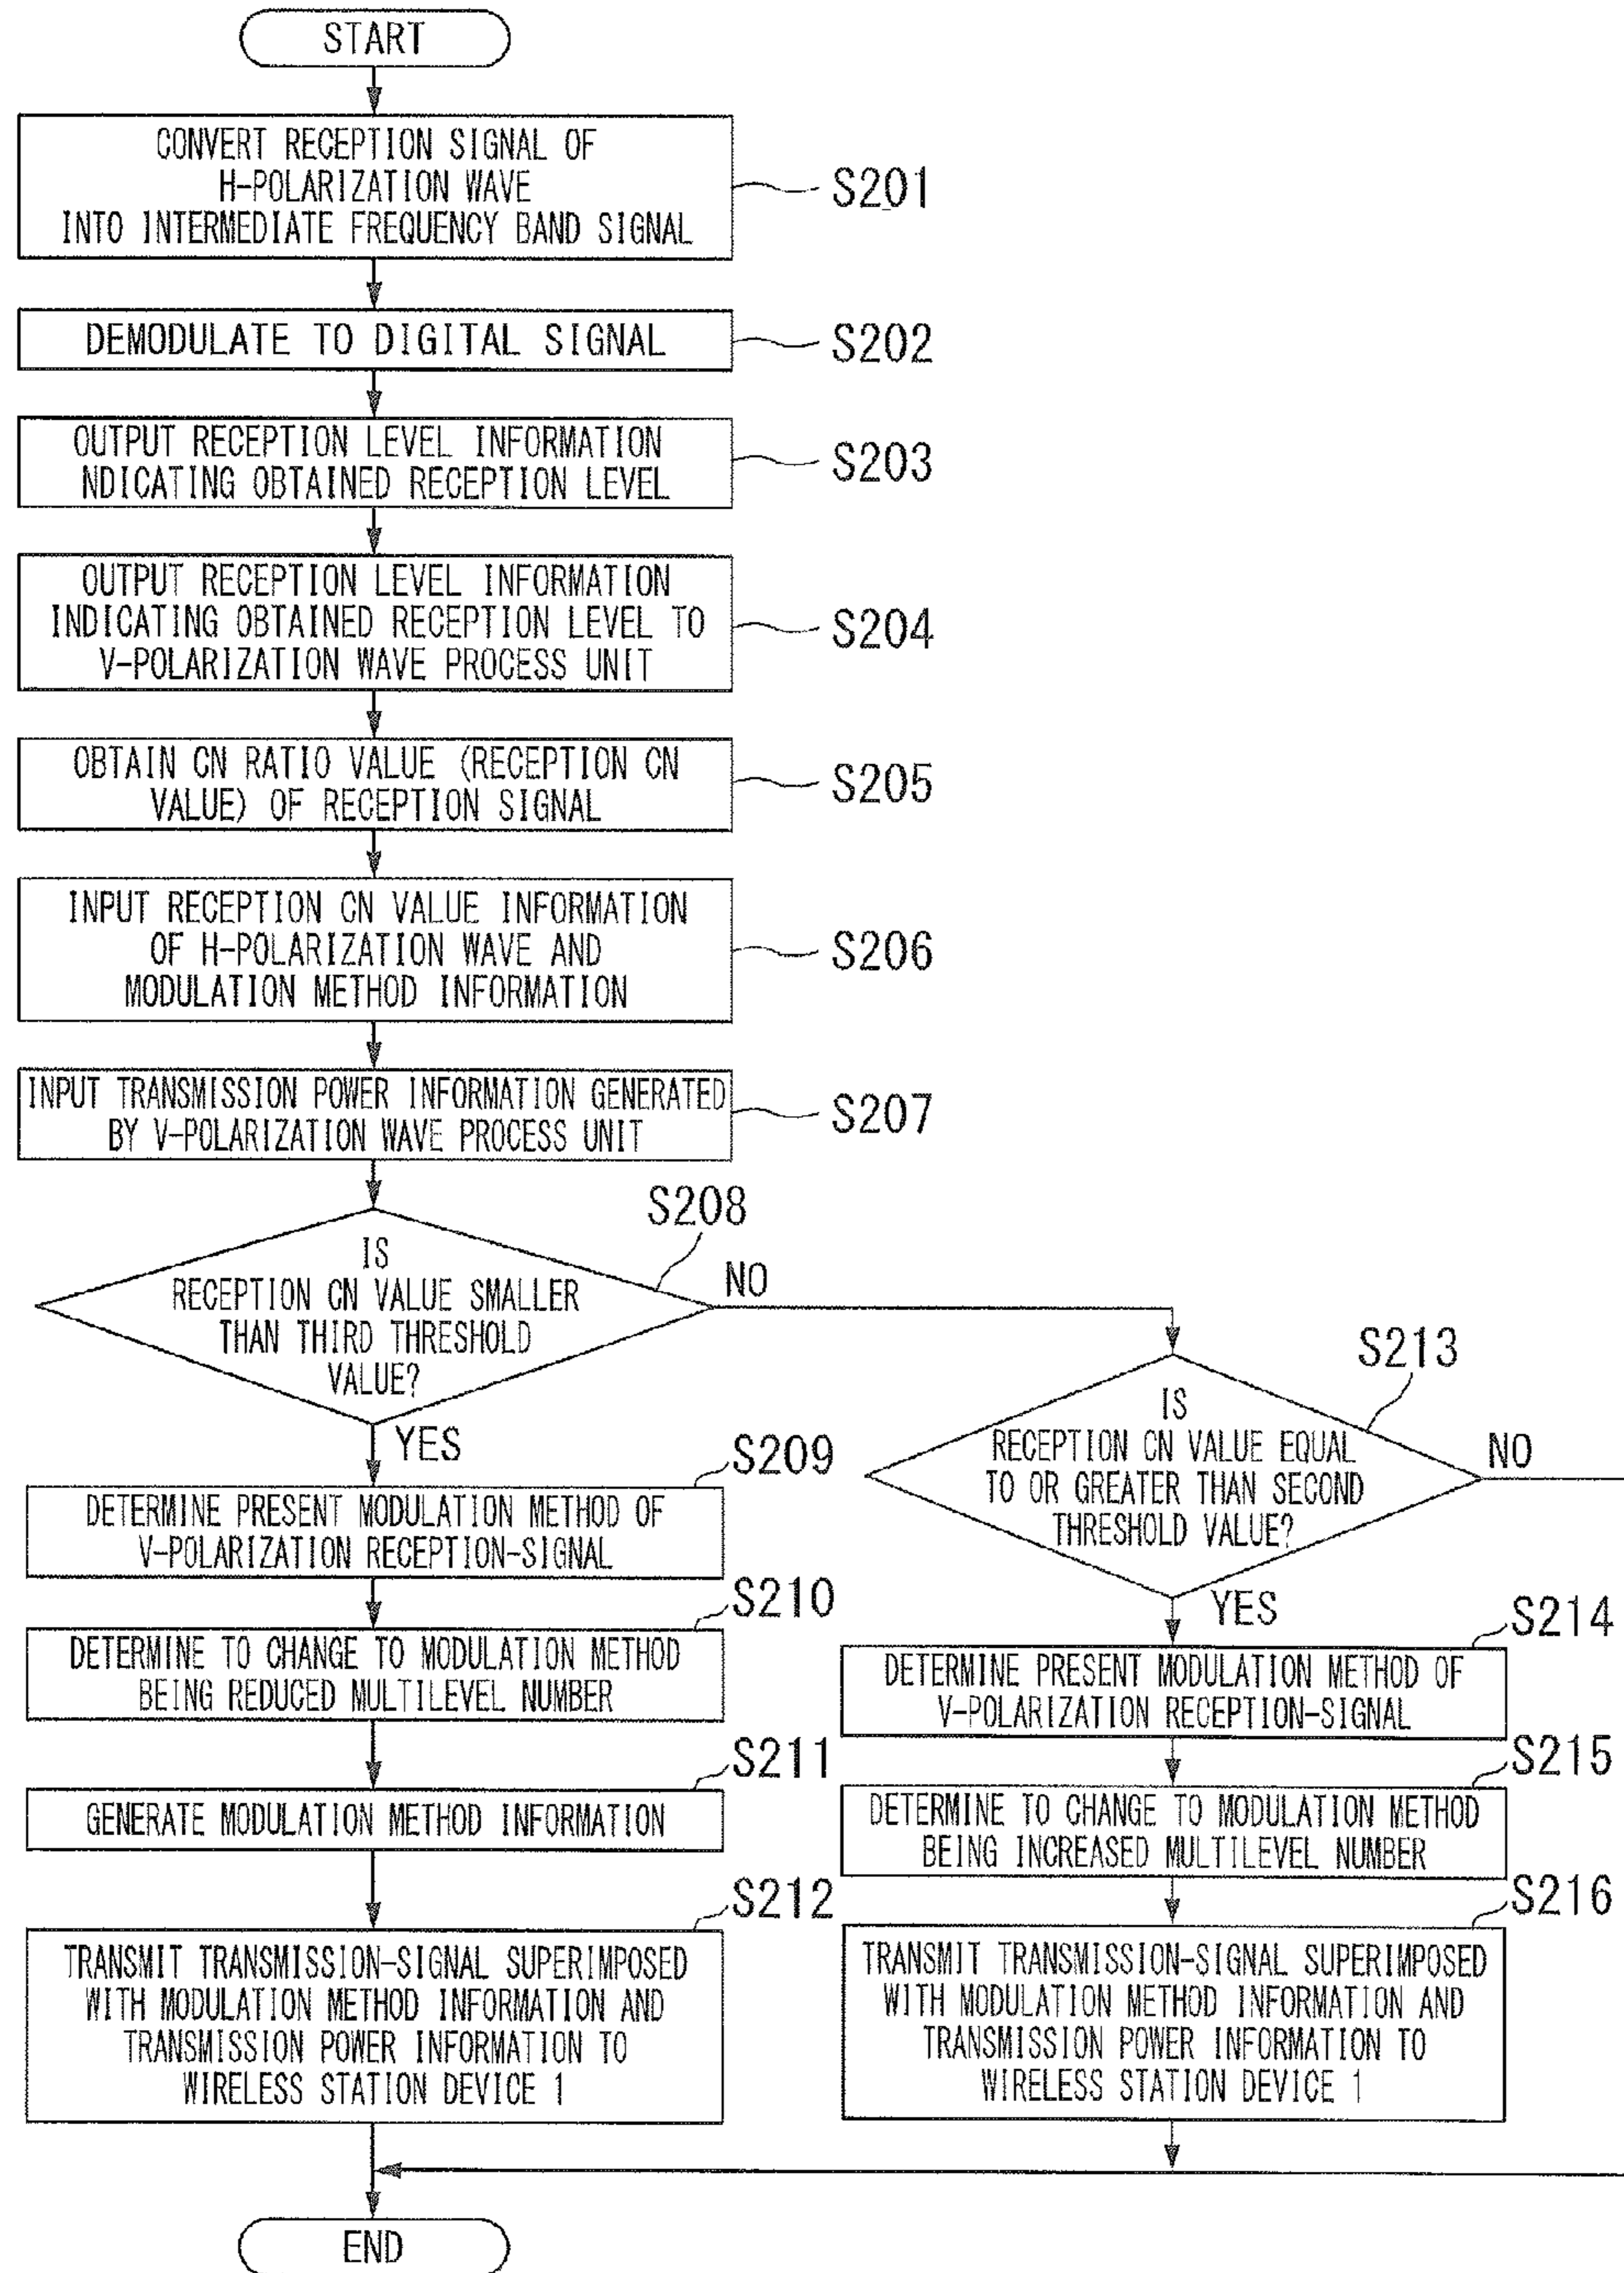 START
CONVERT RECEPTION SIGNAL OF
H-POLARIZATION WAVE
INTO INTERMEDIATE FREQUENCY BAND SIGNAL
S201
DEMODULATE TO DIGITAL SIGNAL
S202
OUTPUT RECEPTION LEVEL INFORMATION
NDICATING OBTAINED RECEPTION LEVEL
S203
OUTPUT RECEPTION LEVEL INFORMATION
INDICATING OBTAINED RECEPTION LEVEL TO
V-POLARIZATION WAVE PROCESS UNIT
S204
OBTAIN CN RATIO VALUE (RECEPTION CN
VALUE) OF RECEPTION SIGNAL
S205
INPUT RECEPTION CN VALUE INFORMATION
OF H-POLARIZATION WAVE AND
MODULATION METHOD INFORMATION
S206
INPUT TRANSMISSION POWER INFORMATION GENERATED
BY V-POLARIZATION WAVE PROCESS UNIT
S207
S208
IS
RECEPTION CN VALUE SMALLER
THAN THIRD THRESHOLD
VALUE?
NO
YES
S209
DETERMINE PRESENT MODULATION METHOD OF
V-POLARIZATION RECEPTION-SIGNAL
S210
DETERMINE TO CHANGE TO MODULATION METHOD
BEING REDUCED MULTILEVEL NUMBER
S211
GENERATE MODULATION METHOD INFORMATION
S212
TRANSMIT TRANSMISSION-SIGNAL SUPERIMPOSED
WITH MODULATION METHOD INFORMATION AND
TRANSMISSION POWER INFORMATION TO
WIRELESS STATION DEVICE 1
S213
IS
RECEPTION CN VALUE EQUAL
TO OR GREATER THAN SECOND
THRESHOLD VALUE?
NO
YES
S214
DETERMINE PRESENT MODULATION METHOD OF
V-POLARIZATION RECEPTION-SIGNAL
S215
DETERMINE TO CHANGE TO MODULATION METHOD
BEING INCREASED MULTILEVEL NUMBER
S216
TRANSMIT TRANSMISSION-SIGNAL SUPERIMPOSED
WITH MODULATION METHOD INFORMATION AND
TRANSMISSION POWER INFORMATION TO
WIRELESS STATION DEVICE 1
END